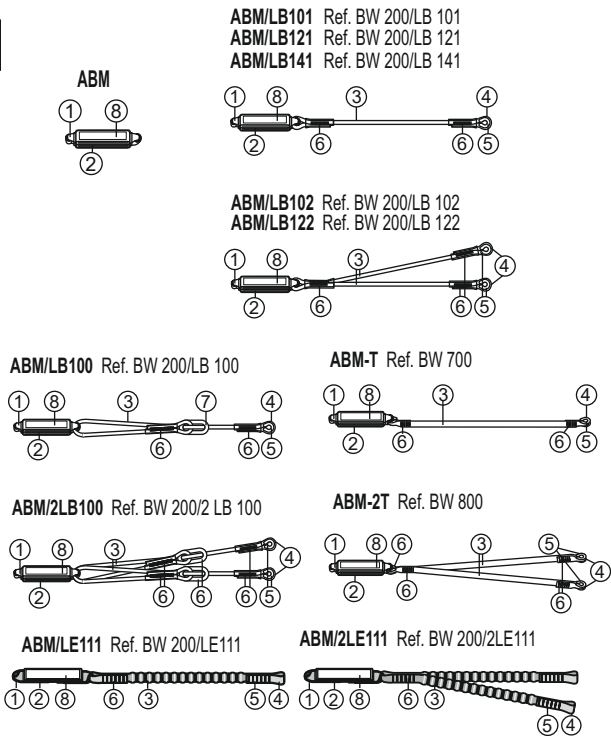 ABM/LB101 Ref. BW 200/LB 101
ABM/LB121 Ref. BW 200/LB 121
ABM/LB141 Ref. BW 200/LB 141
ABM
1 8
2
1 8 3 4
2 6 6 5
ABM/LB102 Ref. BW 200/LB 102
ABM/LB122 Ref. BW 200/LB 122
1 8 3 4
2 6 6 5
ABM/LB100 Ref. BW 200/LB 100
1 8 3 7 4
2 6 6 5
ABM-T Ref. BW 700
1 8 3 4
2 6 6 5
ABM/2LB100 Ref. BW 200/2 LB 100
1 8 3 4
2 6 6 6 5
ABM-2T Ref. BW 800
1 8 6 3 5 4
2 6
ABM/LE111 Ref. BW 200/LE111
1 2 8 6 3 5 4
ABM/2LE111 Ref. BW 200/2LE111
1 2 8 6 3 5 4